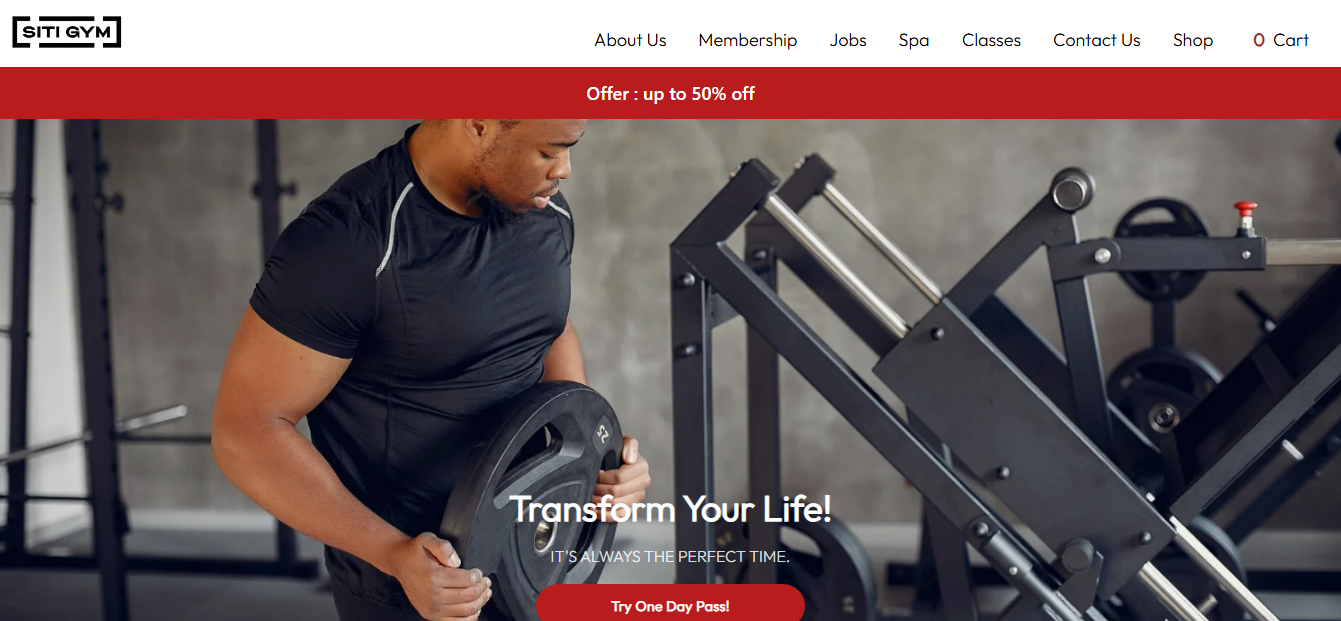 SITI GYM
About Us Membership Jobs Spa Classes Contact Us Shop 0 Cart
Offer : up to 50% off
25
Transform Your Life!
IT'S ALWAYS THE PERFECT TIME.
Try One Day Pass!